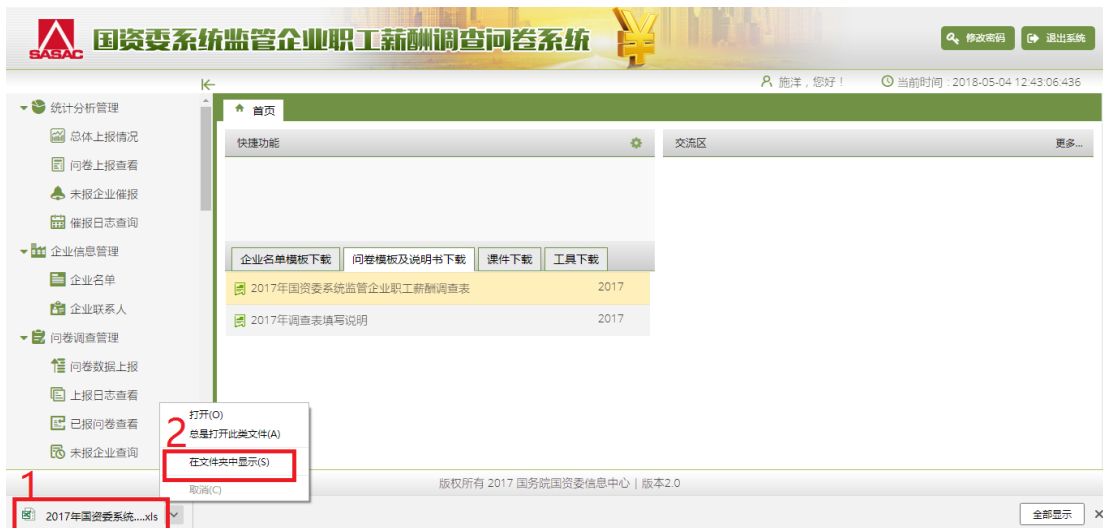 SASAC
国资委系统监管企业职工薪酬调查问卷系统
修改密码
退出系统
施洋，您好！
当前时间：2018-05-04 12:43:06.436
统计分析管理
总体上报情况
问卷上报查看
未报企业催报
催报日志查询
企业信息管理
企业名单
企业联系人
问卷调查管理
问卷数据上报
上报日志查看
已报问卷查看
未报企业查询
首页
快捷功能
交流区
更多...
企业名单模板下载
问卷模板及说明书下载
课件下载
工具下载
2017年国资委系统监管企业职工薪酬调查表
2017
2017年调查表填写说明
2017
打开(O)
总是打开此类文件(A)
2
在文件夹中显示(S)
取消(C)
1
版权所有 2017 国务院国资委信息中心 | 版本2.0
2017年国资委系统....xls
全部显示